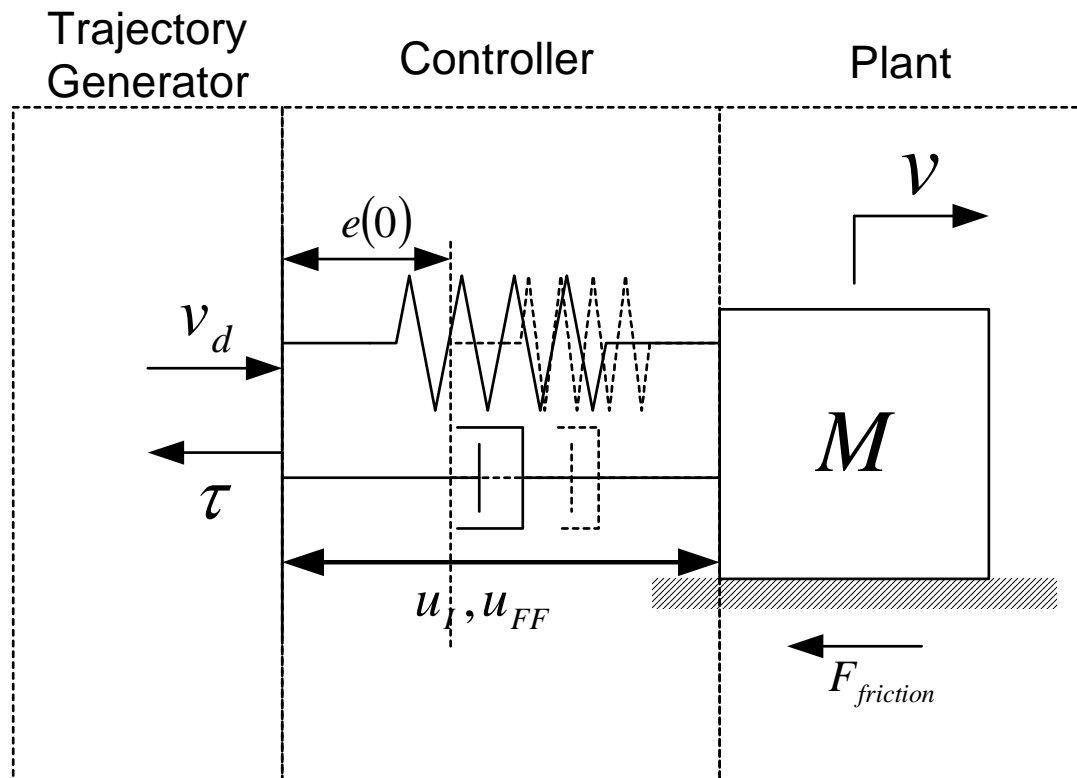 Trajectory
Generator
Controller
Plant
v
e(0)
v_d
M
τ
u_I, u_FF
F_friction